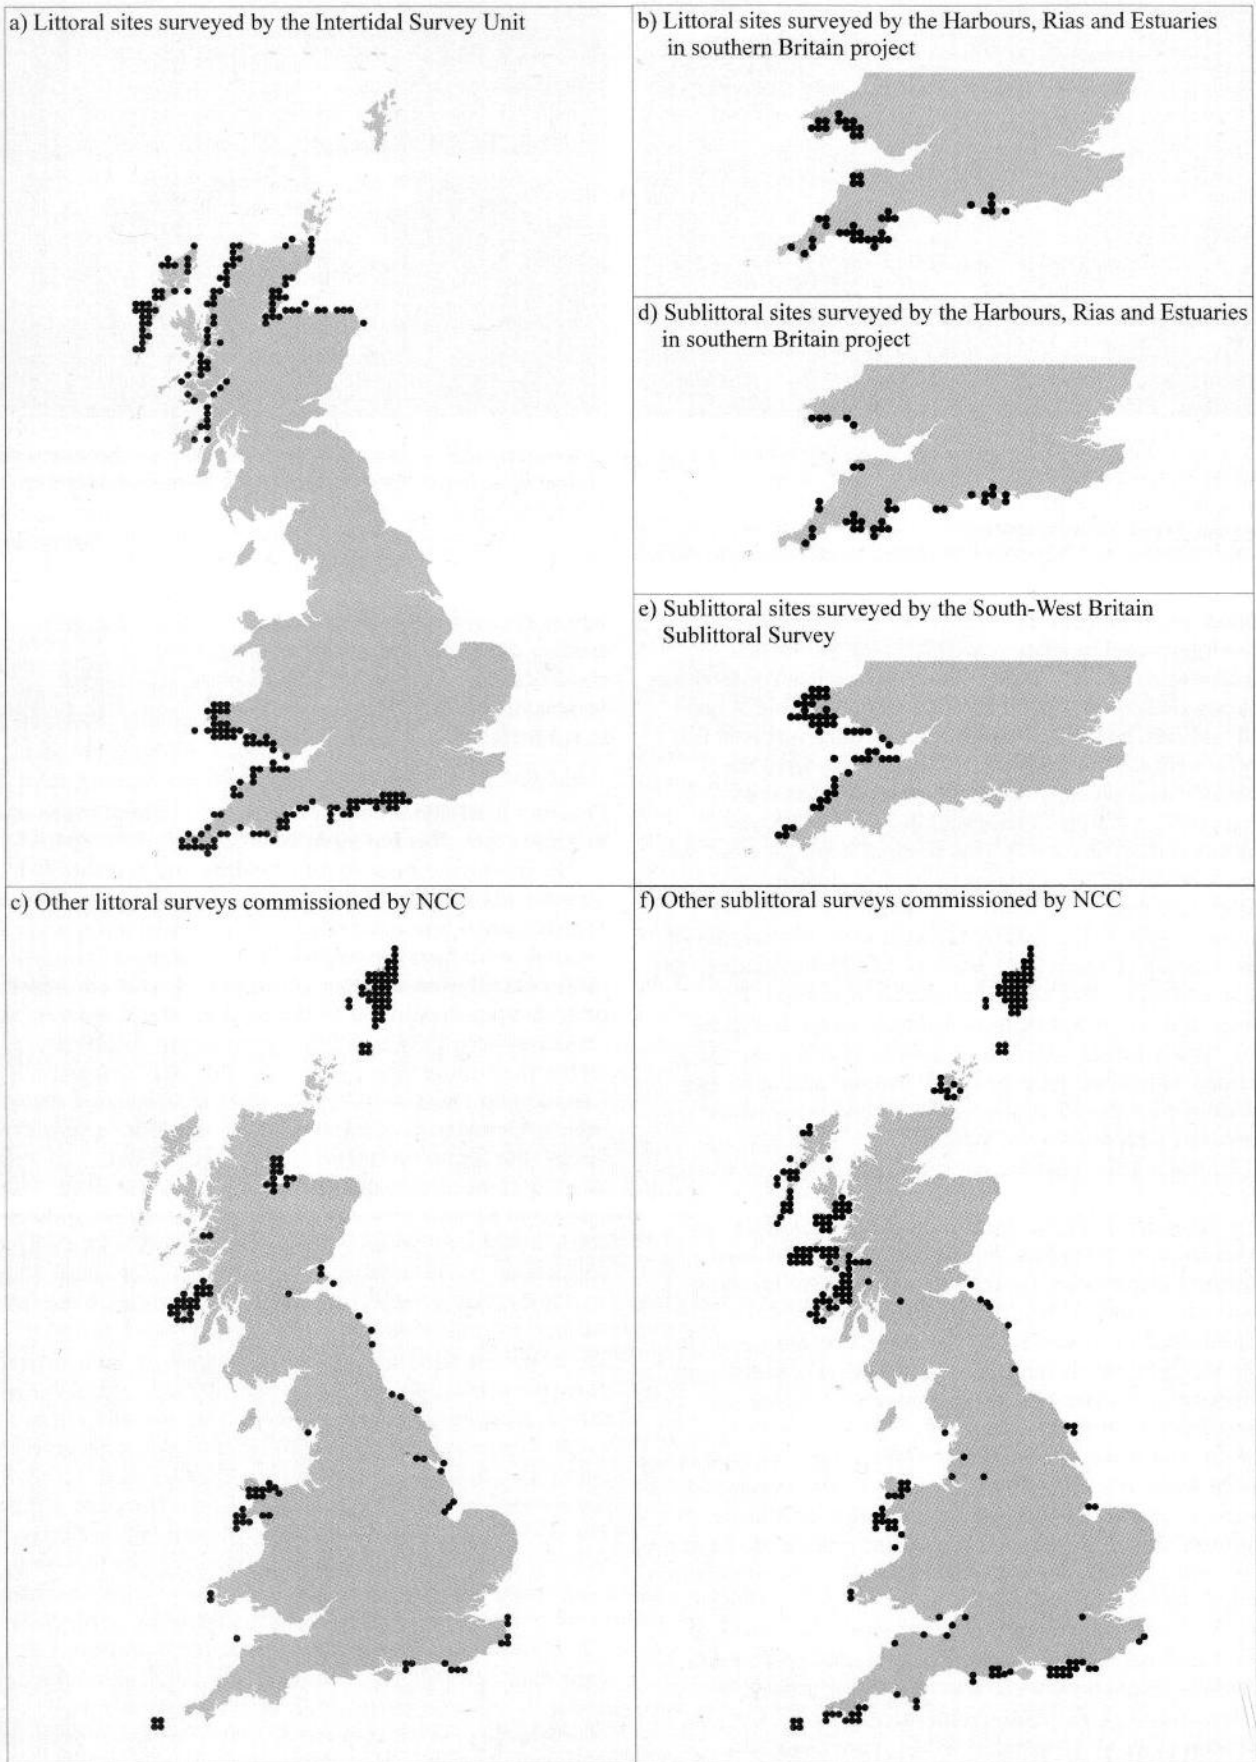 a) Littoral sites surveyed by the Intertidal Survey Unit
b) Littoral sites surveyed by the Harbours, Rias and Estuaries
in southern Britain project
d) Sublittoral sites surveyed by the Harbours, Rias and Estuaries
in southern Britain project
e) Sublittoral sites surveyed by the South-West Britain
Sublittoral Survey
c) Other littoral surveys commissioned by NCC
f) Other sublittoral surveys commissioned by NCC